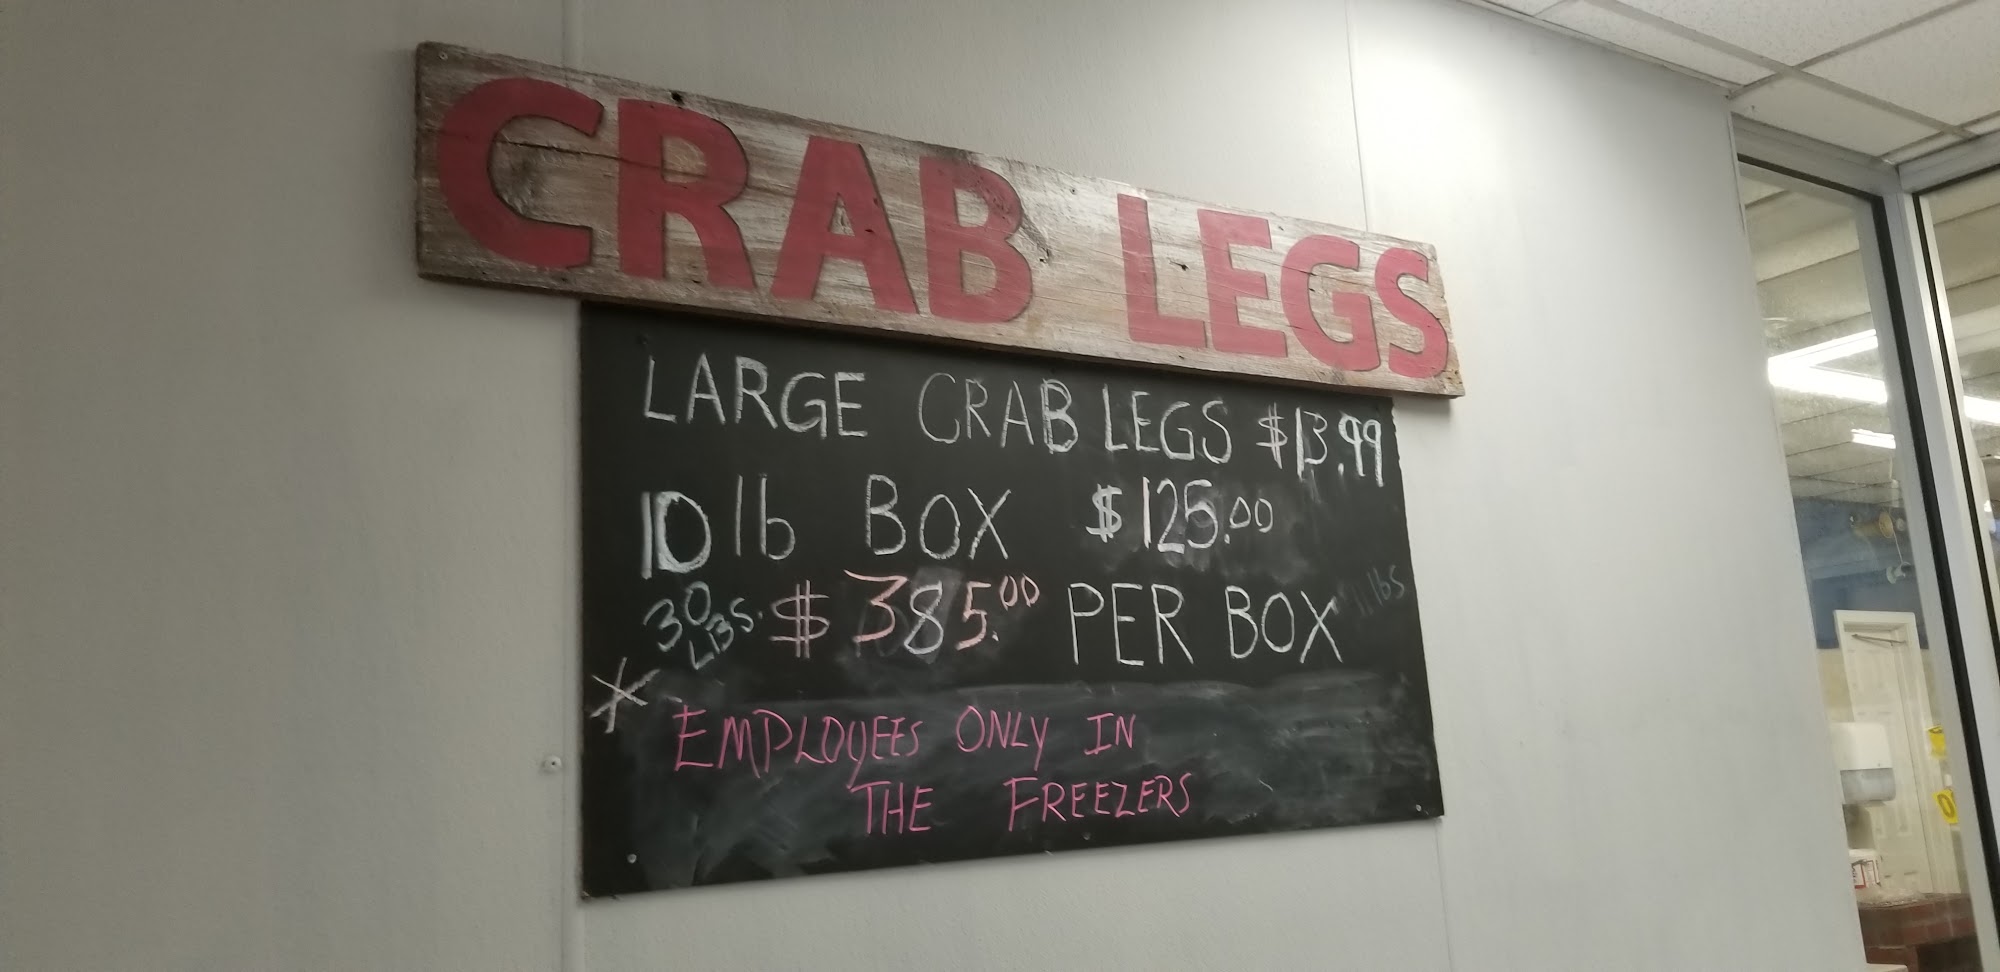 CRAB LEGS
LARGE CRAB LEGS $13.99
10 lb BOX $125.00
30 LBS. $385.00 PER BOX lbs
* EMPLOYEES ONLY IN
THE FREEZERS